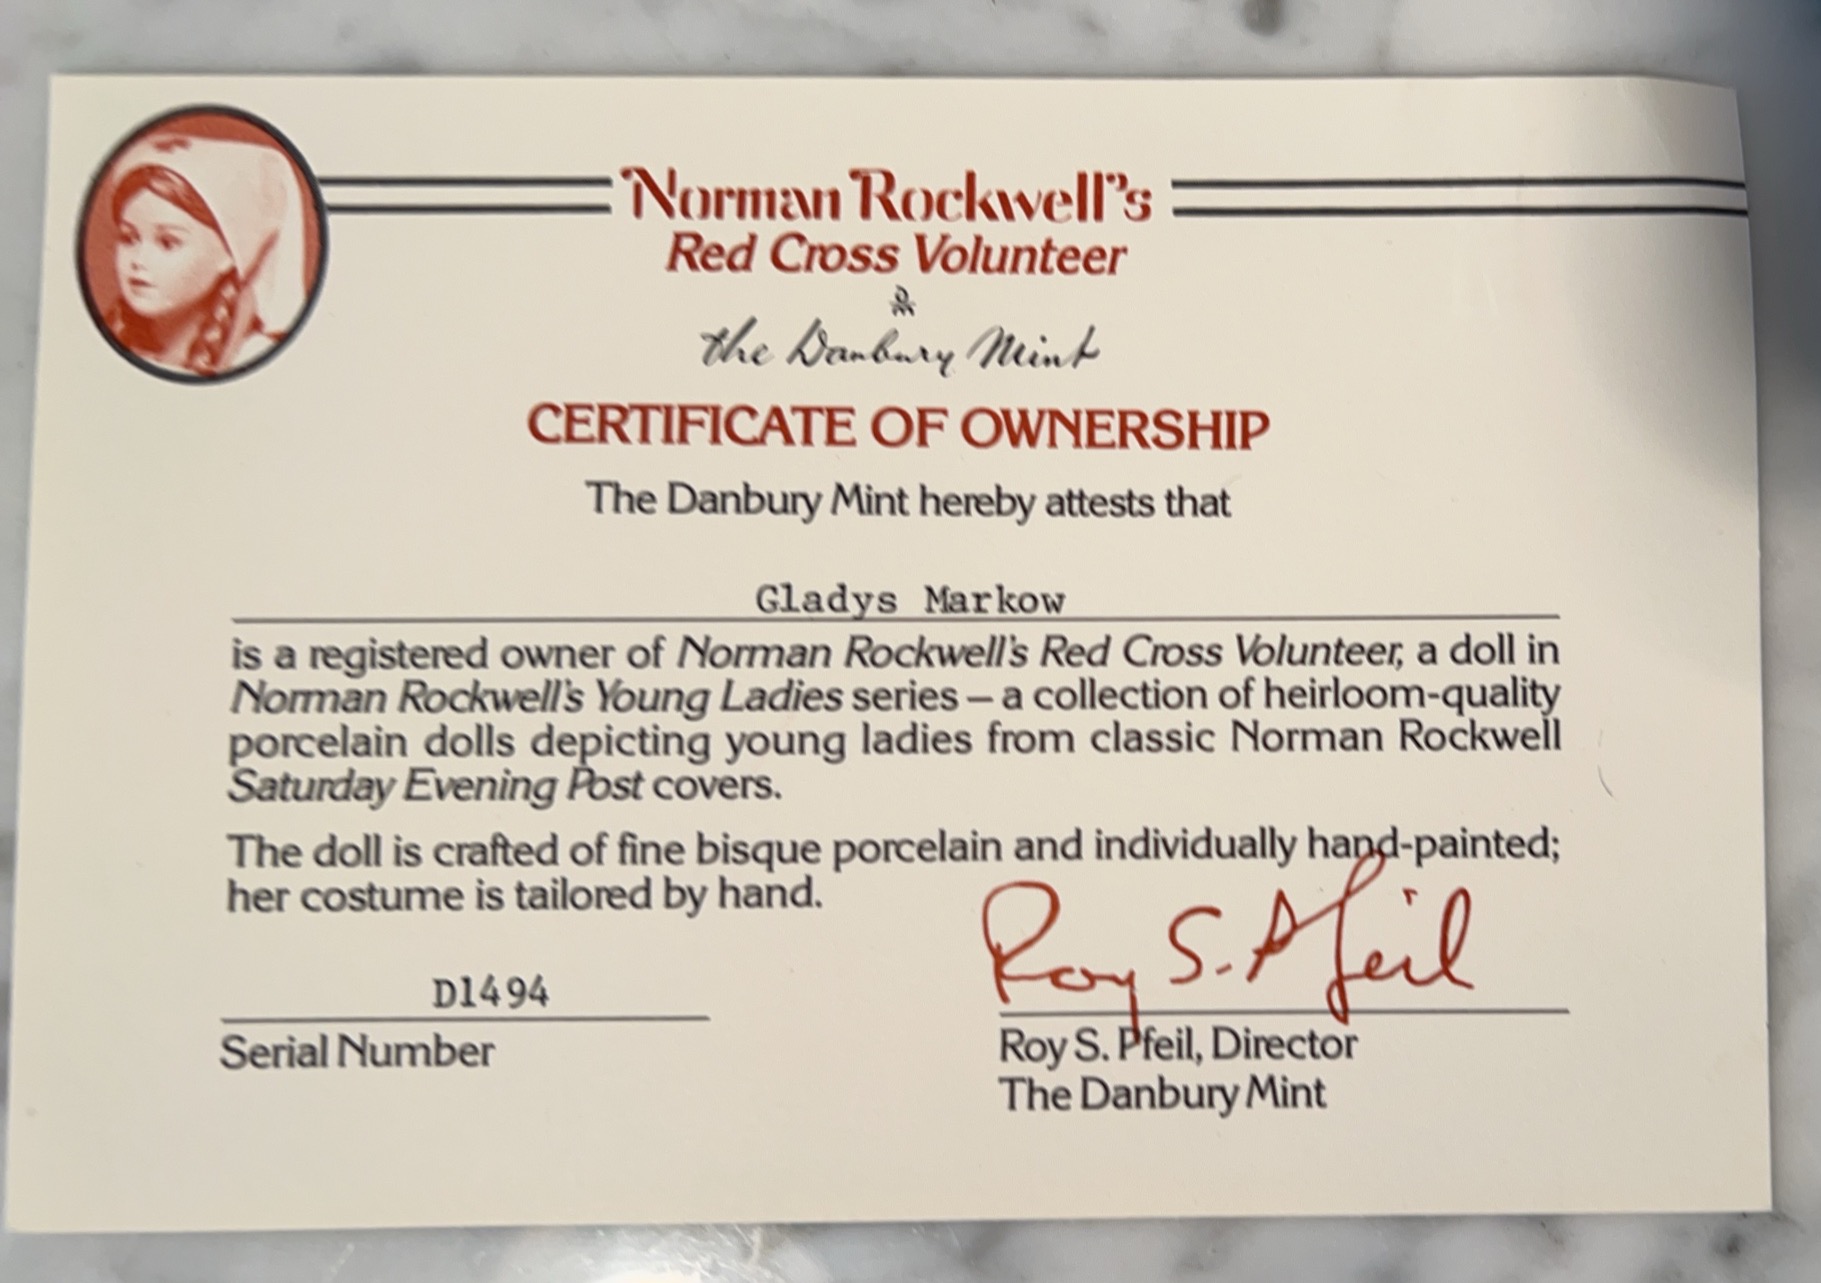 Norman Rockwell's
Red Cross Volunteer
the Danbury Mint
CERTIFICATE OF OWNERSHIP
The Danbury Mint hereby attests that
Gladys Markow
is a registered owner of Norman Rockwell's Red Cross Volunteer, a doll in
Norman Rockwell's Young Ladies series – a collection of heirloom-quality
porcelain dolls depicting young ladies from classic Norman Rockwell
Saturday Evening Post covers.
The doll is crafted of fine bisque porcelain and individually hand-painted;
her costume is tailored by hand.
Roy S. Pfeil
D1494
Serial Number
Roy S. Pfeil, Director
The Danbury Mint